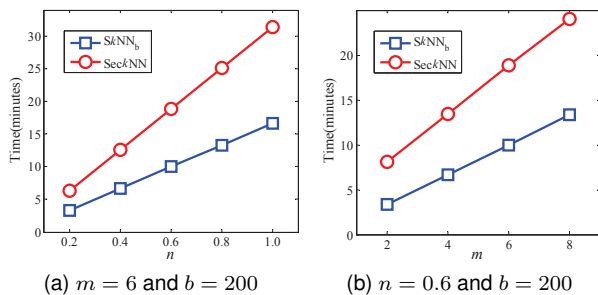 Time(minutes)
30
25
20
15
10
5
0
SkNN_b
SeckNN
0.2 0.4 0.6 0.8 1.0
n
(a) m = 6 and b = 200
Time(minutes)
20
15
10
5
0
SkNN_b
SeckNN
2 4 6 8
m
(b) n = 0.6 and b = 200